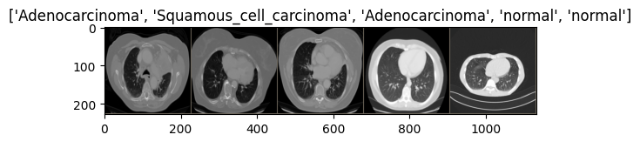 ['Adenocarcinoma', 'Squamous_cell_carcinoma', 'Adenocarcinoma', 'normal', 'normal']
0
100
200
0 200 400 600 800 1000